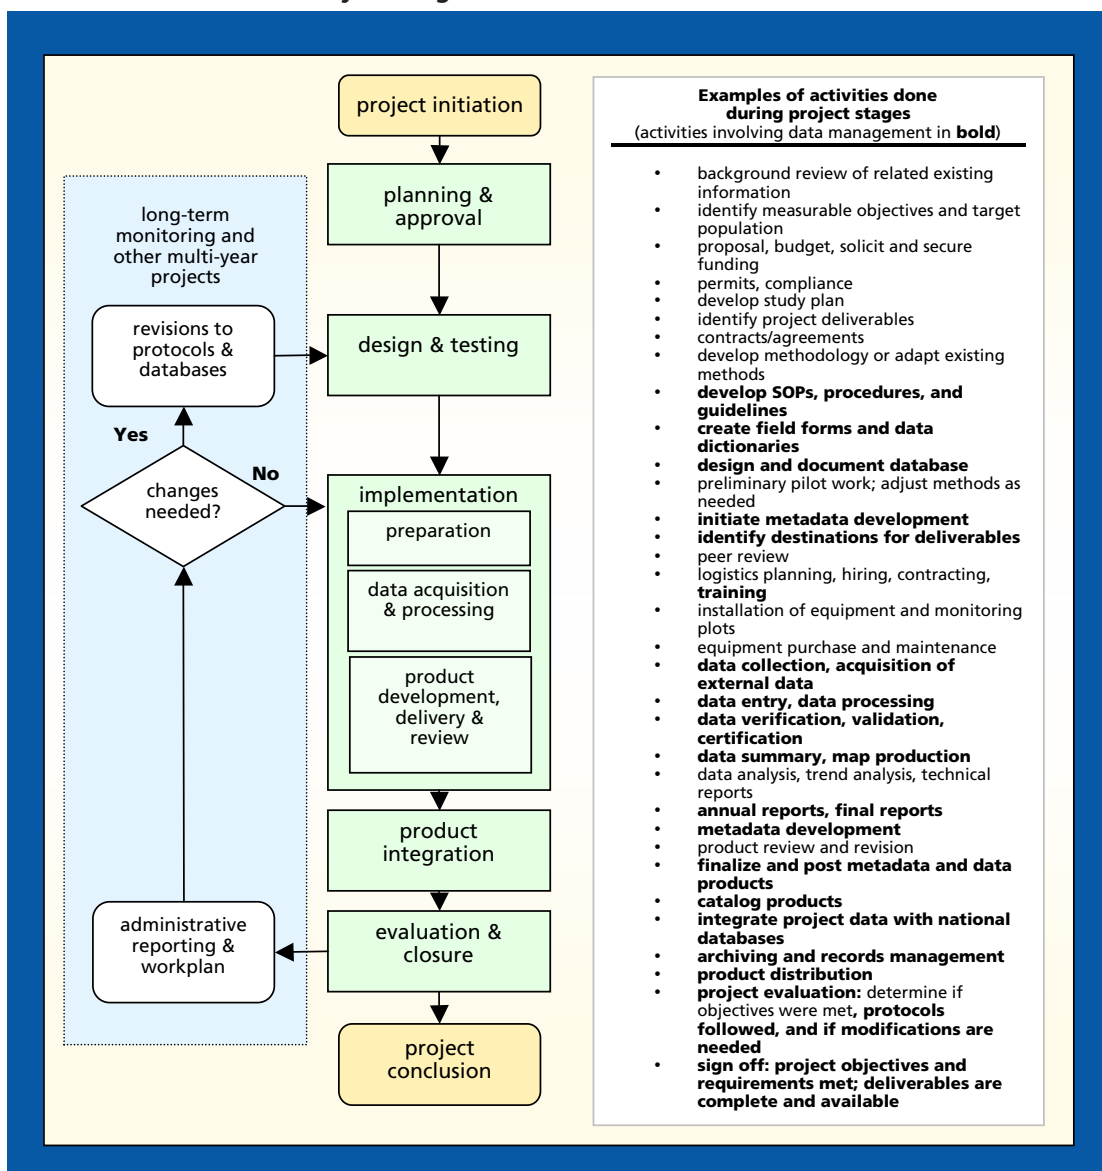 project initiation
planning &
approval
long-term
monitoring and
other multi-year
projects
revisions to
protocols &
databases
design & testing
Yes
No
changes
needed?
implementation
preparation
data acquisition
& processing
product
development,
delivery &
review
product
integration
administrative
reporting &
workplan
evaluation &
closure
project
conclusion
Examples of activities done
during project stages
(activities involving data management in bold)
• background review of related existing
information
• identify measurable objectives and target
population
• proposal, budget, solicit and secure
funding
• permits, compliance
• develop study plan
• identify project deliverables
• contracts/agreements
• develop methodology or adapt existing
methods
• develop SOPs, procedures, and
guidelines
• create field forms and data
dictionaries
• design and document database
• preliminary pilot work; adjust methods as
needed
• initiate metadata development
• identify destinations for deliverables
• peer review
• logistics planning, hiring, contracting,
training
• installation of equipment and monitoring
plots
• equipment purchase and maintenance
• data collection, acquisition of
external data
• data entry, data processing
• data verification, validation,
certification
• data summary, map production
• data analysis, trend analysis, technical
reports
• annual reports, final reports
• metadata development
• product review and revision
• finalize and post metadata and data
products
• catalog products
• integrate project data with national
databases
• archiving and records management
• product distribution
• project evaluation: determine if
objectives were met, protocols
followed, and if modifications are
needed
• sign off: project objectives and
requirements met; deliverables are
complete and available